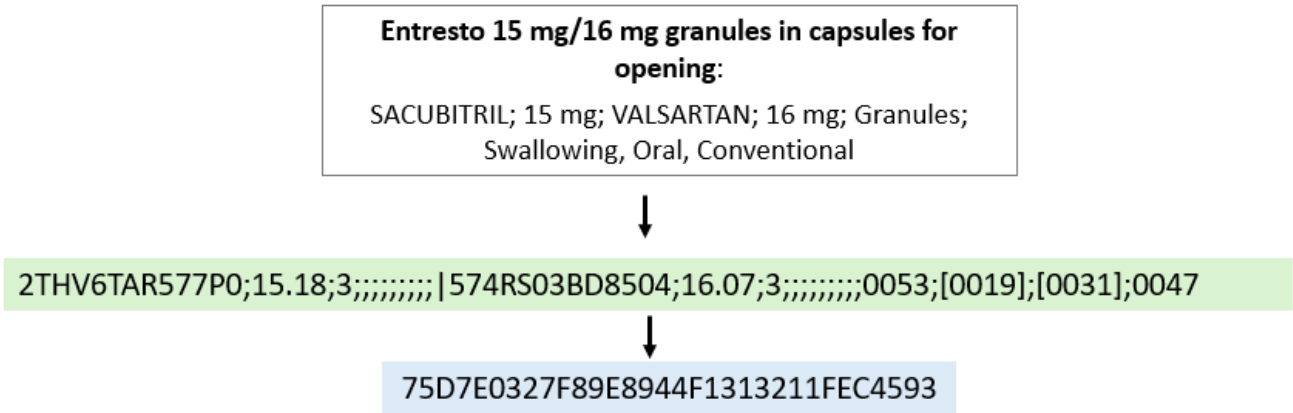 Entresto 15 mg/16 mg granules in capsules for
opening:
SACUBITRIL; 15 mg; VALSARTAN; 16 mg; Granules;
Swallowing, Oral, Conventional
2THV6TAR577P0;15.18;3;;;;;;;;;|574RS03BD8504;16.07;3;;;;;;;;;0053;[0019];[0031];0047
75D7E0327F89E8944F1313211FEC4593